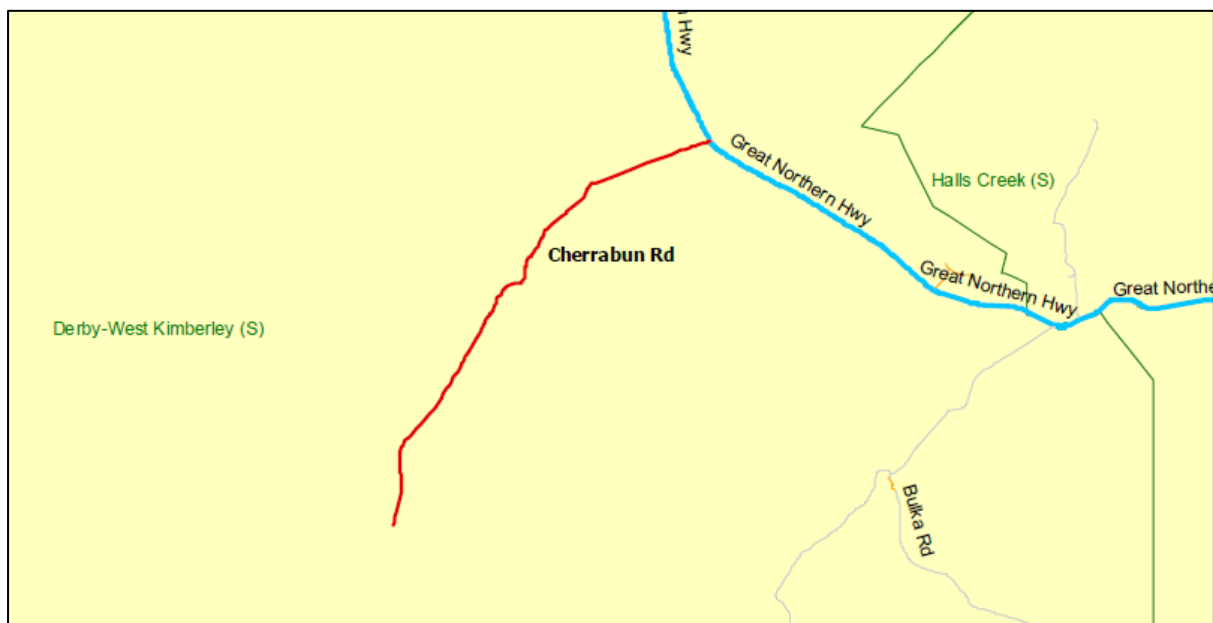 Hwy
Great Northern Hwy
Halls Creek (S)
Cherrabun Rd
Great Northern Hwy
Great Northe
Derby-West Kimberley (S)
Bulka Rd